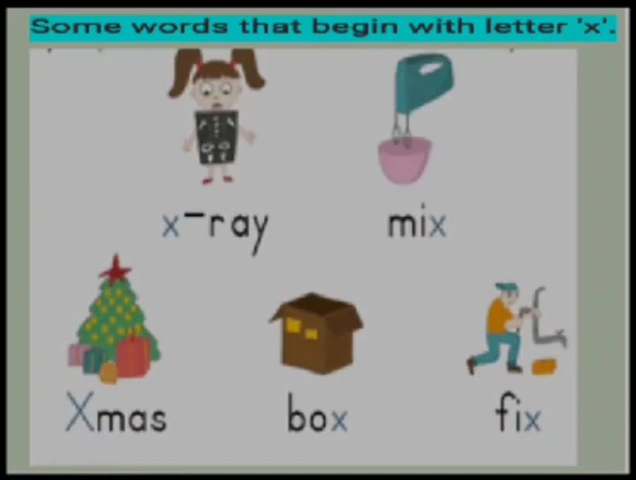 Some words that begin with letter 'x'.
x-ray
mix
Xmas
box
fix